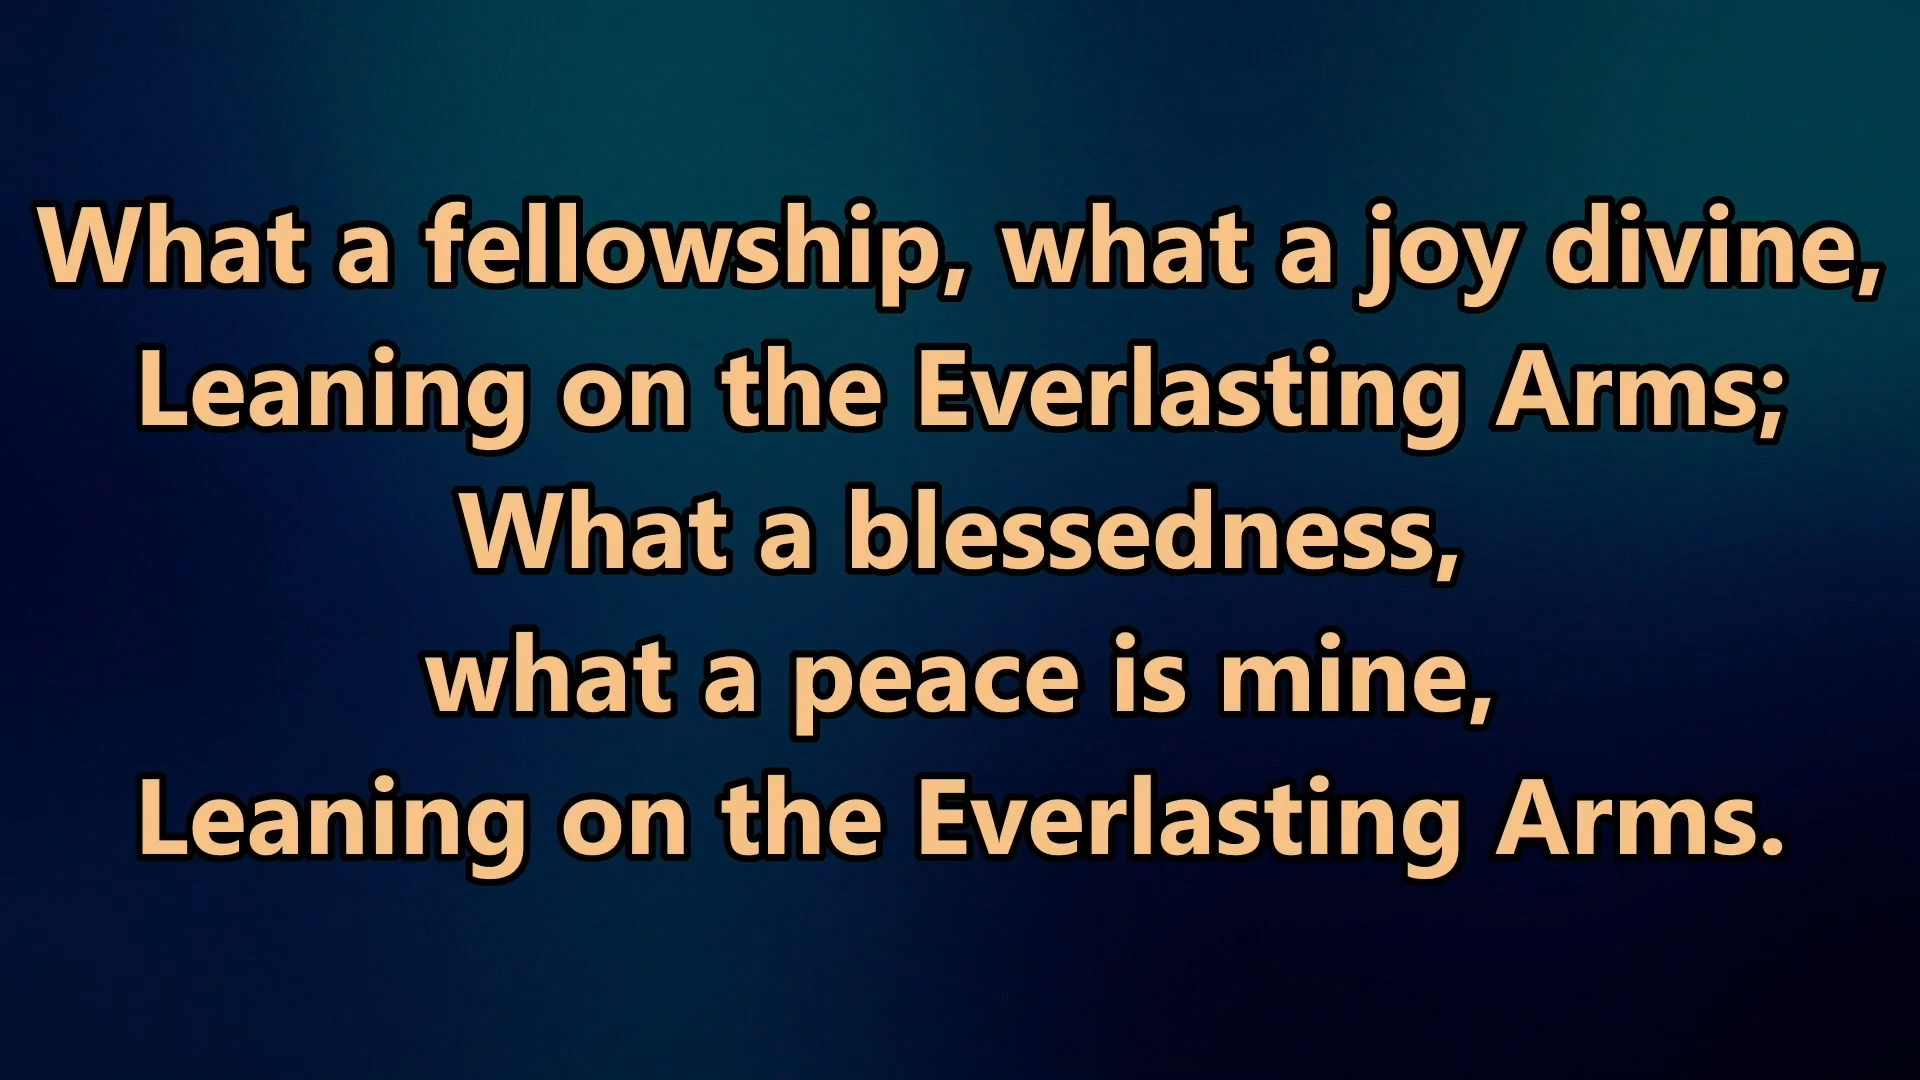 What a fellowship, what a joy divine,
Leaning on the Everlasting Arms;
What a blessedness,
what a peace is mine,
Leaning on the Everlasting Arms.